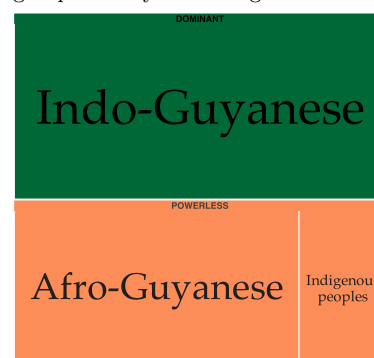 DOMINANT
Indo-Guyanese
POWERLESS
Afro-Guyanese
Indigenou
peoples